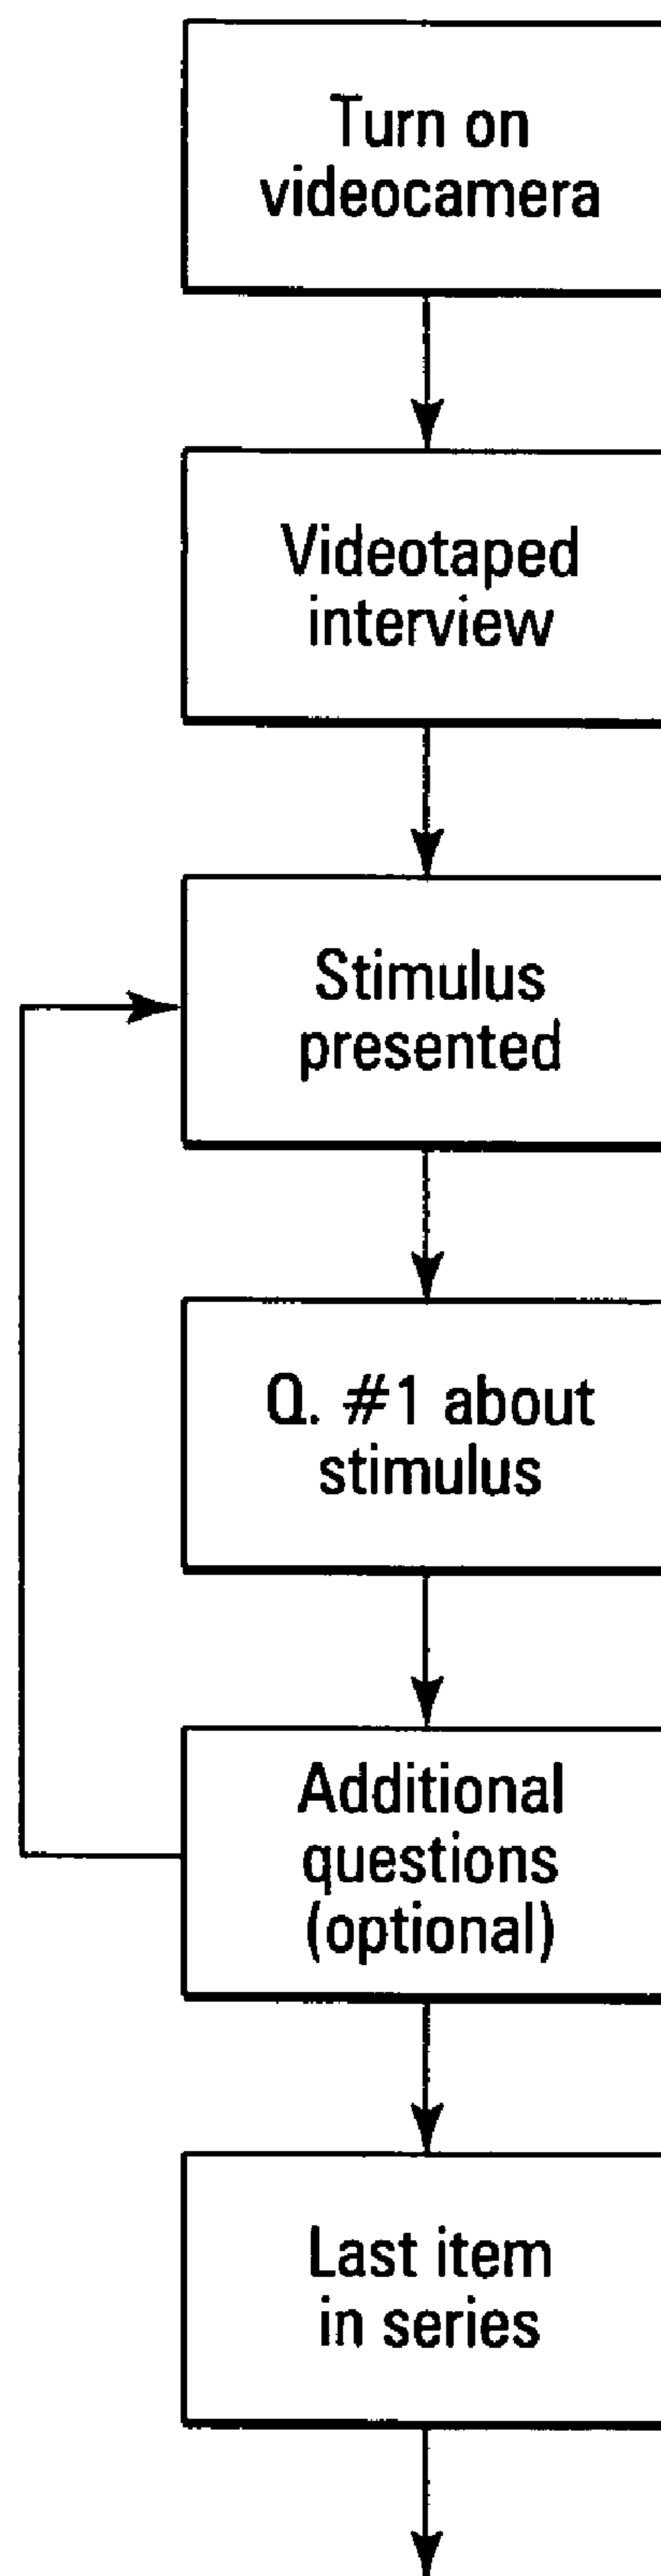 Turn on
videocamera
Videotaped
interview
Stimulus
presented
Q. #1 about
stimulus
Additional
questions
(optional)
Last item
in series